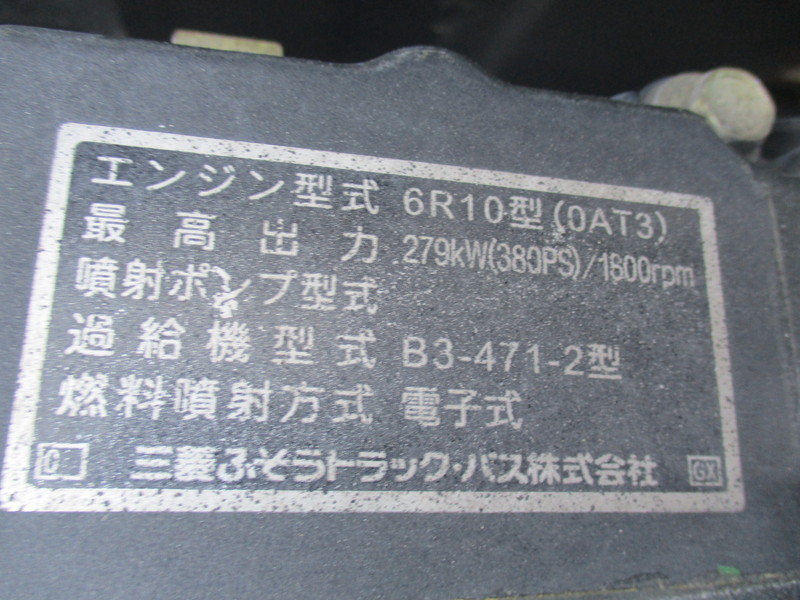 エンジン型式 6R10型(0AT3)
最高出力 279kW(380PS)/1800rpm
噴射ポンプ型式
過給機型式 B3-471-2型
燃料噴射方式 電子式
三菱ふそうトラック・バス株式会社 GX